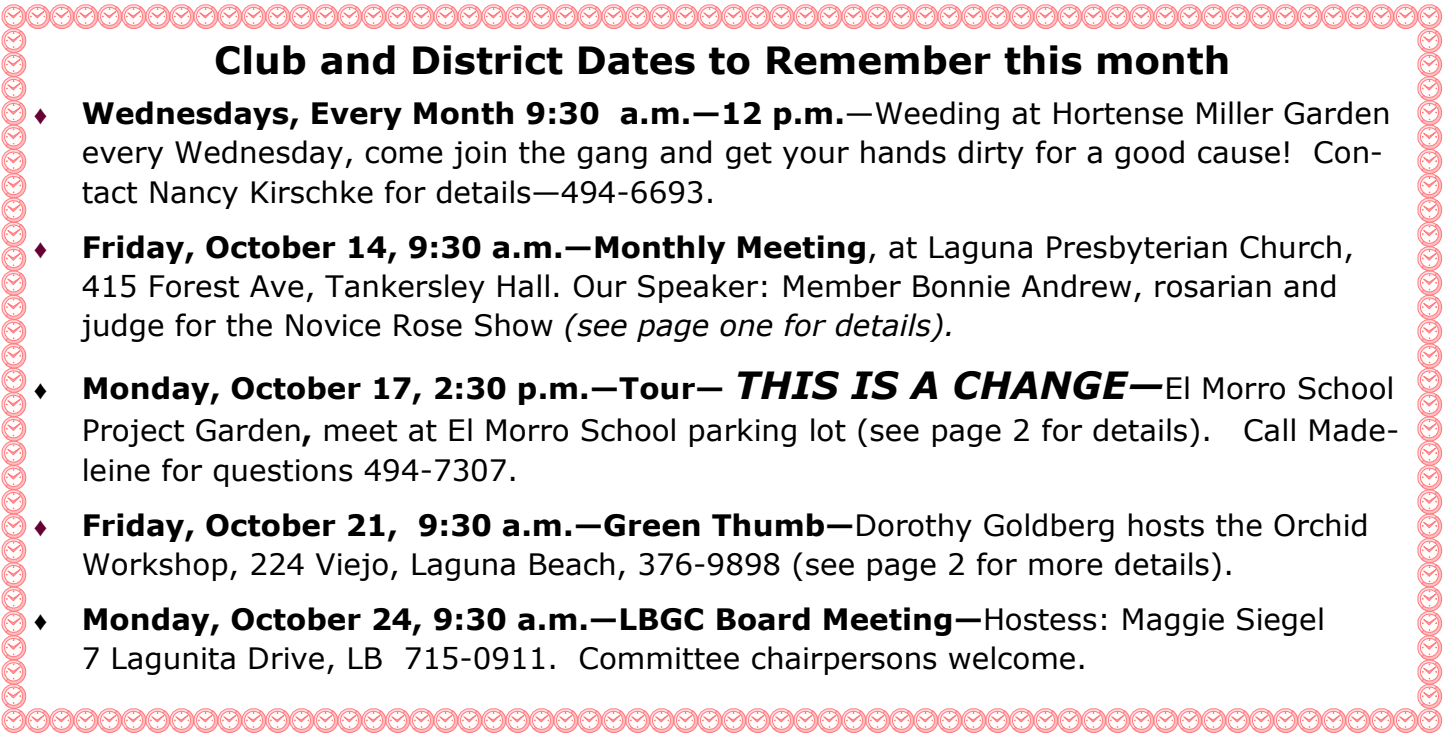 Club and District Dates to Remember this month
♦ Wednesdays, Every Month 9:30 a.m.—12 p.m.—Weeding at Hortense Miller Garden
every Wednesday, come join the gang and get your hands dirty for a good cause! Con-
tact Nancy Kirschke for details—494-6693.
♦ Friday, October 14, 9:30 a.m.—Monthly Meeting, at Laguna Presbyterian Church,
415 Forest Ave, Tankersley Hall. Our Speaker: Member Bonnie Andrew, rosarian and
judge for the Novice Rose Show (see page one for details).
♦ Monday, October 17, 2:30 p.m.—Tour— THIS IS A CHANGE—El Morro School
Project Garden, meet at El Morro School parking lot (see page 2 for details). Call Made-
leine for questions 494-7307.
♦ Friday, October 21, 9:30 a.m.—Green Thumb—Dorothy Goldberg hosts the Orchid
Workshop, 224 Viejo, Laguna Beach, 376-9898 (see page 2 for more details).
♦ Monday, October 24, 9:30 a.m.—LBGC Board Meeting—Hostess: Maggie Siegel
7 Lagunita Drive, LB 715-0911. Committee chairpersons welcome.